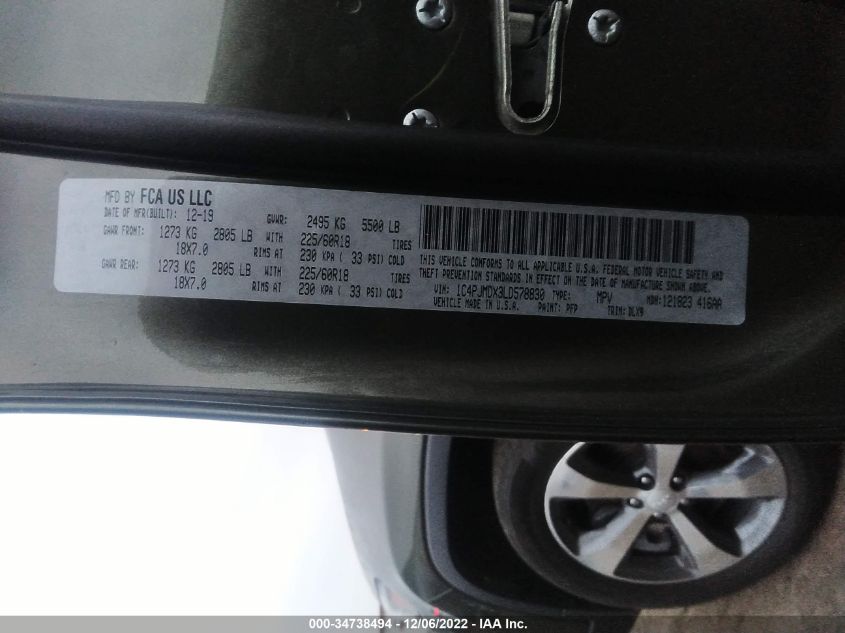 MFD BY FCA US LLC
DATE OF MFR(BUILT): 12-19 GVWR: 2495 KG 5500 LB
GAWR FRONT: 1273 KG 2805 LB WITH 225/60R18 TIRES
18X7.0 RIMS AT 230 KPA ( 33 PSI) COLD
GAWR REAR: 1273 KG 2805 LB WITH 225/60R18 TIRES
18X7.0 RIMS AT 230 KPA ( 33 PSI) COLD
THIS VEHICLE CONFORMS TO ALL APPLICABLE U.S.A. FEDERAL MOTOR VEHICLE SAFETY AND
THEFT PREVENTION STANDARDS IN EFFECT ON THE DATE OF MANUFACTURE SHOWN ABOVE.
VIN: 1C4PJMDX3LD578830 TYPE: MPV MDH:121823 416AA
VEHICLE MADE IN U.S.A. PAINT: PFP TRIM: DLX9
000-34738494 - 12/06/2022 - IAA Inc.